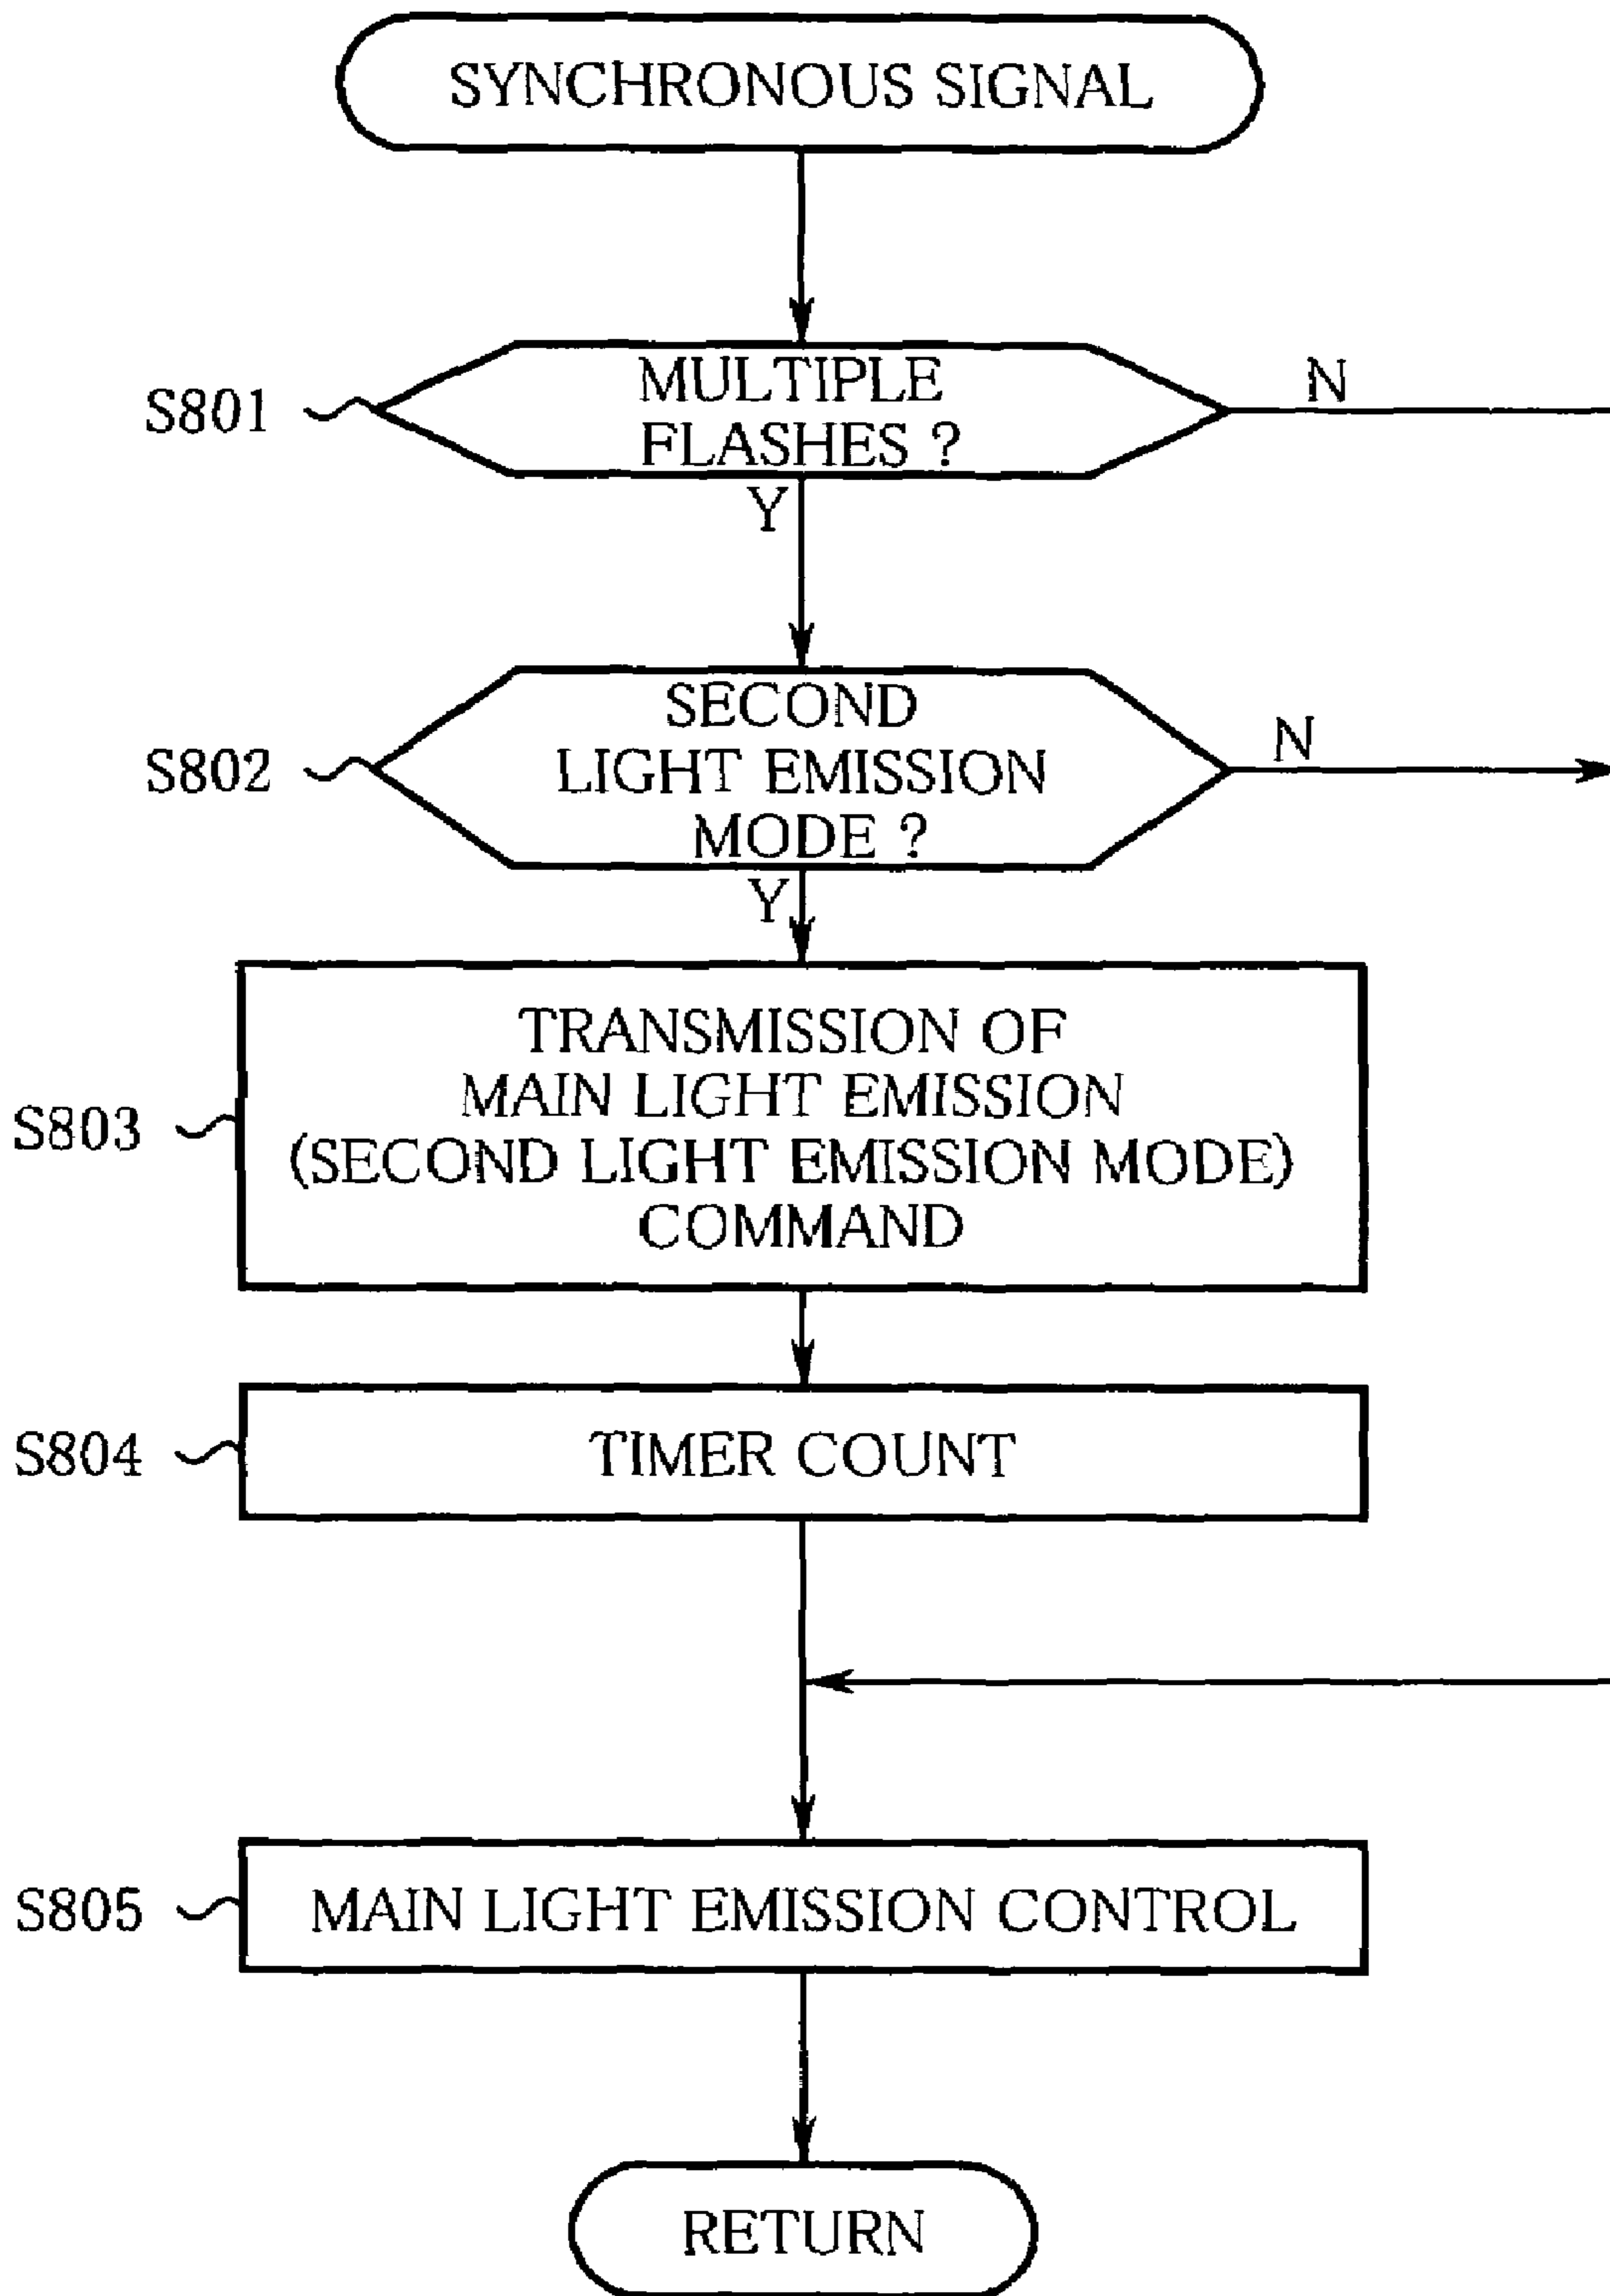 SYNCHRONOUS SIGNAL
S801
MULTIPLE
FLASHES ?
N
Y
S802
SECOND
LIGHT EMISSION
MODE ?
N
Y
S803
TRANSMISSION OF
MAIN LIGHT EMISSION
(SECOND LIGHT EMISSION MODE)
COMMAND
S804
TIMER COUNT
S805
MAIN LIGHT EMISSION CONTROL
RETURN